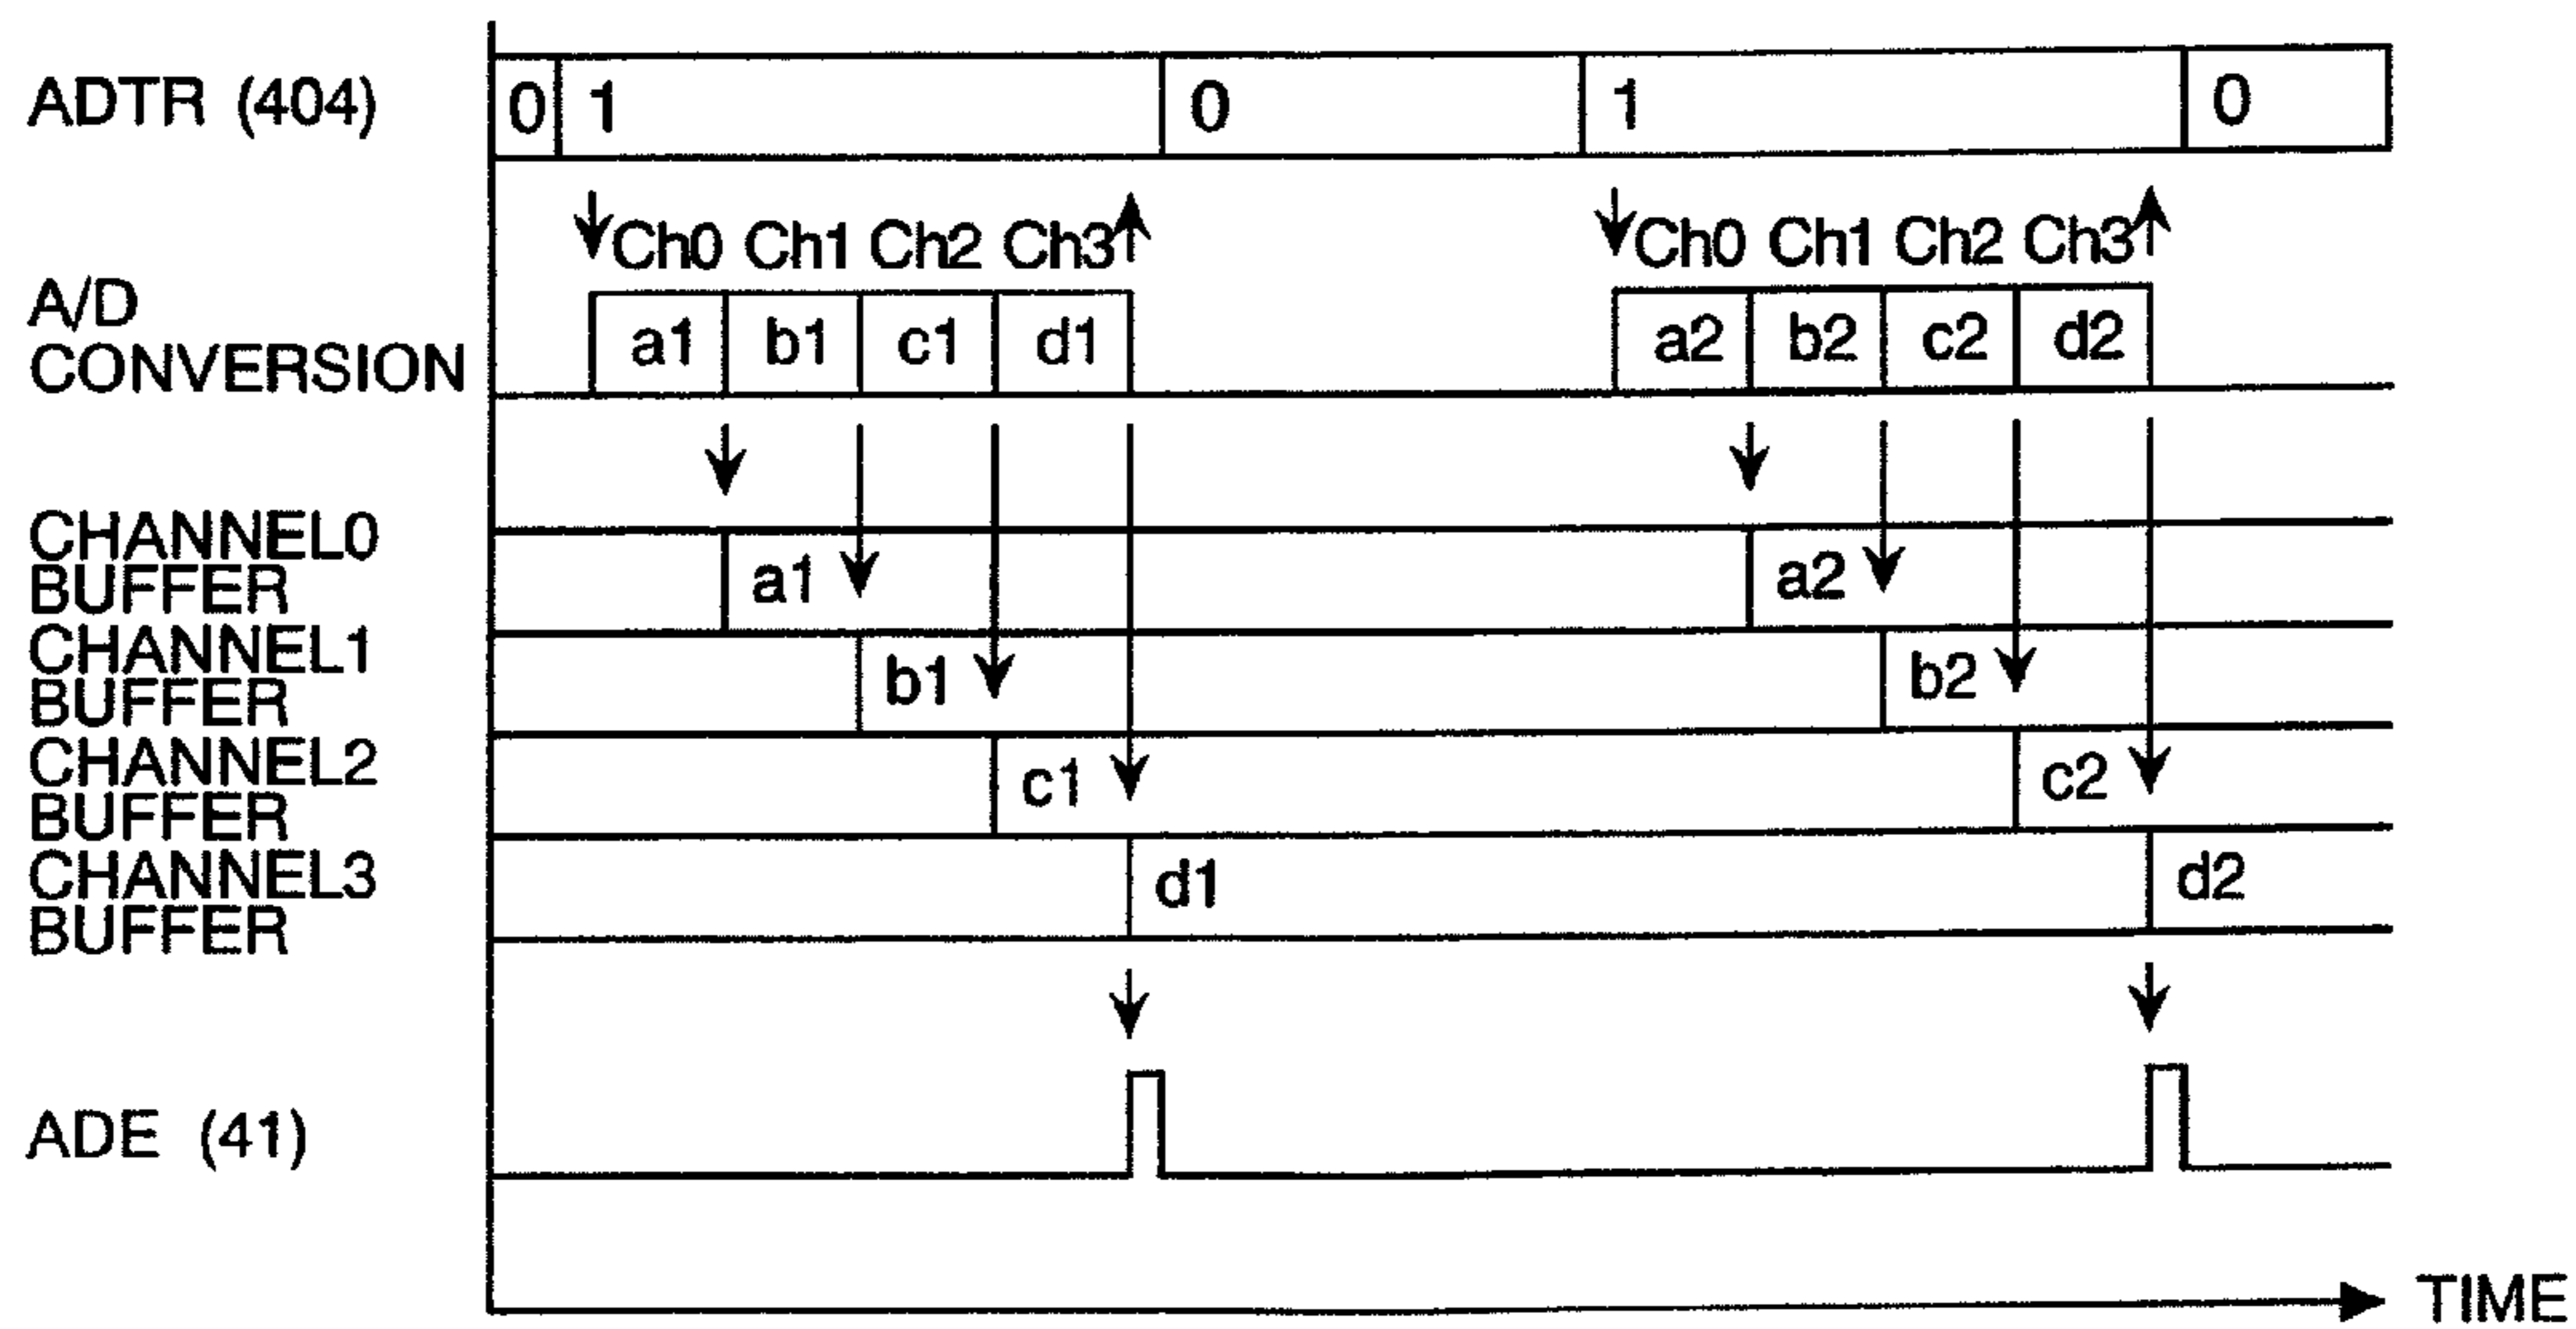 ADTR (404) 0 1 0 1 0
Ch0 Ch1 Ch2 Ch3 Ch0 Ch1 Ch2 Ch3
A/D
CONVERSION
a1 b1 c1 d1 a2 b2 c2 d2
CHANNEL0
BUFFER
a1 a2
CHANNEL1
BUFFER
b1 b2
CHANNEL2
BUFFER
c1 c2
CHANNEL3
BUFFER
d1 d2
ADE (41)
TIME